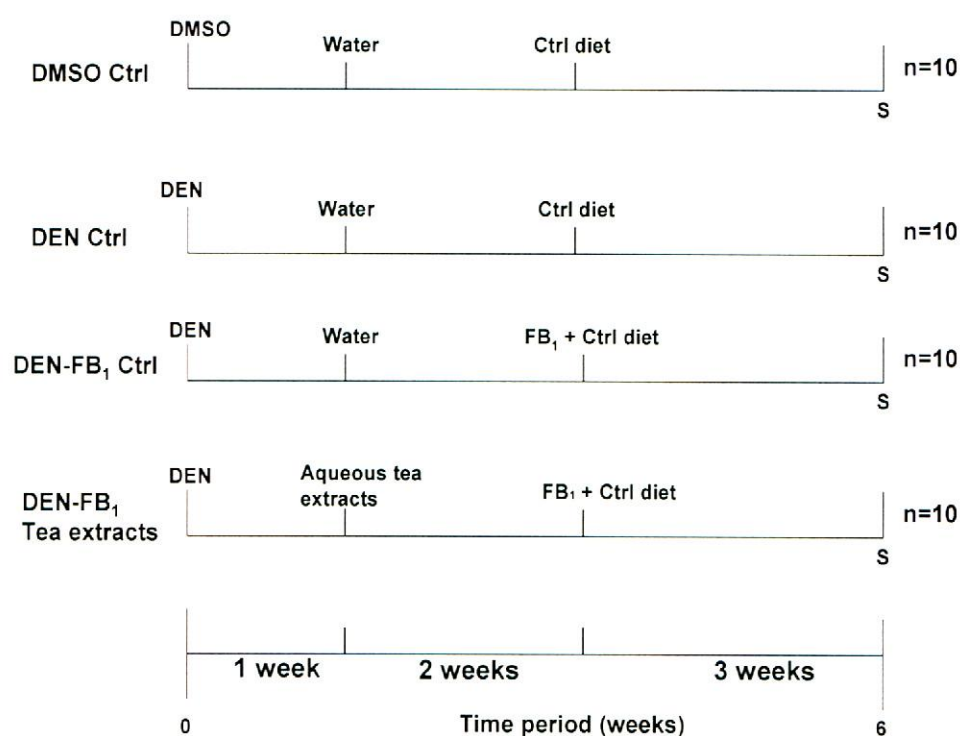 DMSO
Water
Ctrl diet
DMSO Ctrl
n=10
S
DEN
Water
Ctrl diet
DEN Ctrl
n=10
S
DEN
Water
FB₁ + Ctrl diet
DEN-FB₁ Ctrl
n=10
S
DEN
Aqueous tea
extracts
FB₁ + Ctrl diet
DEN-FB₁
Tea extracts
n=10
S
1 week
2 weeks
3 weeks
0
Time period (weeks)
6